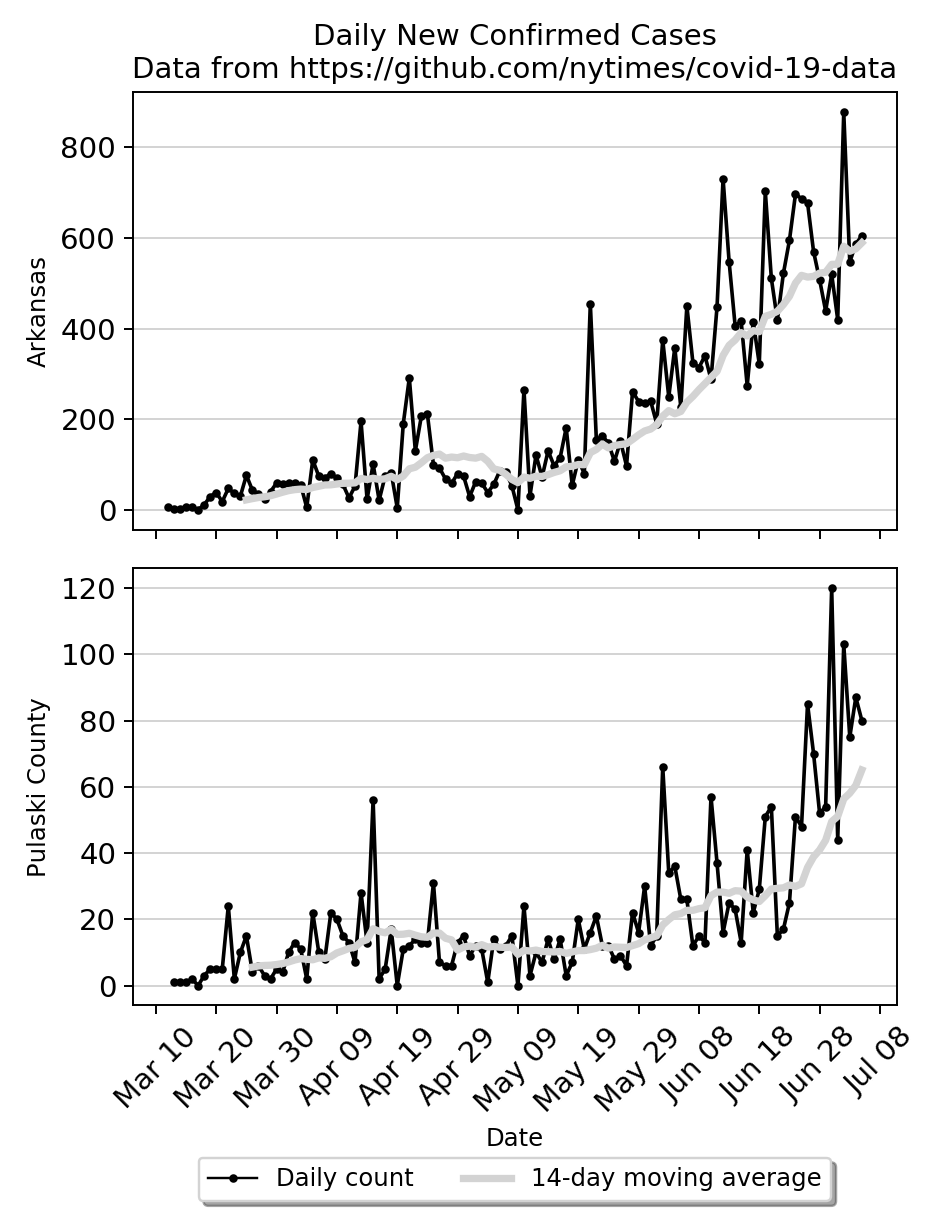 Daily New Confirmed Cases
Data from https://github.com/nytimes/covid-19-data
800
600
400
200
0
Arkansas
120
100
80
60
40
20
0
Pulaski County
Mar 10
Mar 20
Mar 30
Apr 09
Apr 19
Apr 29
May 09
May 19
May 29
Jun 08
Jun 18
Jun 28
Jul 08
Date
Daily count
14-day moving average